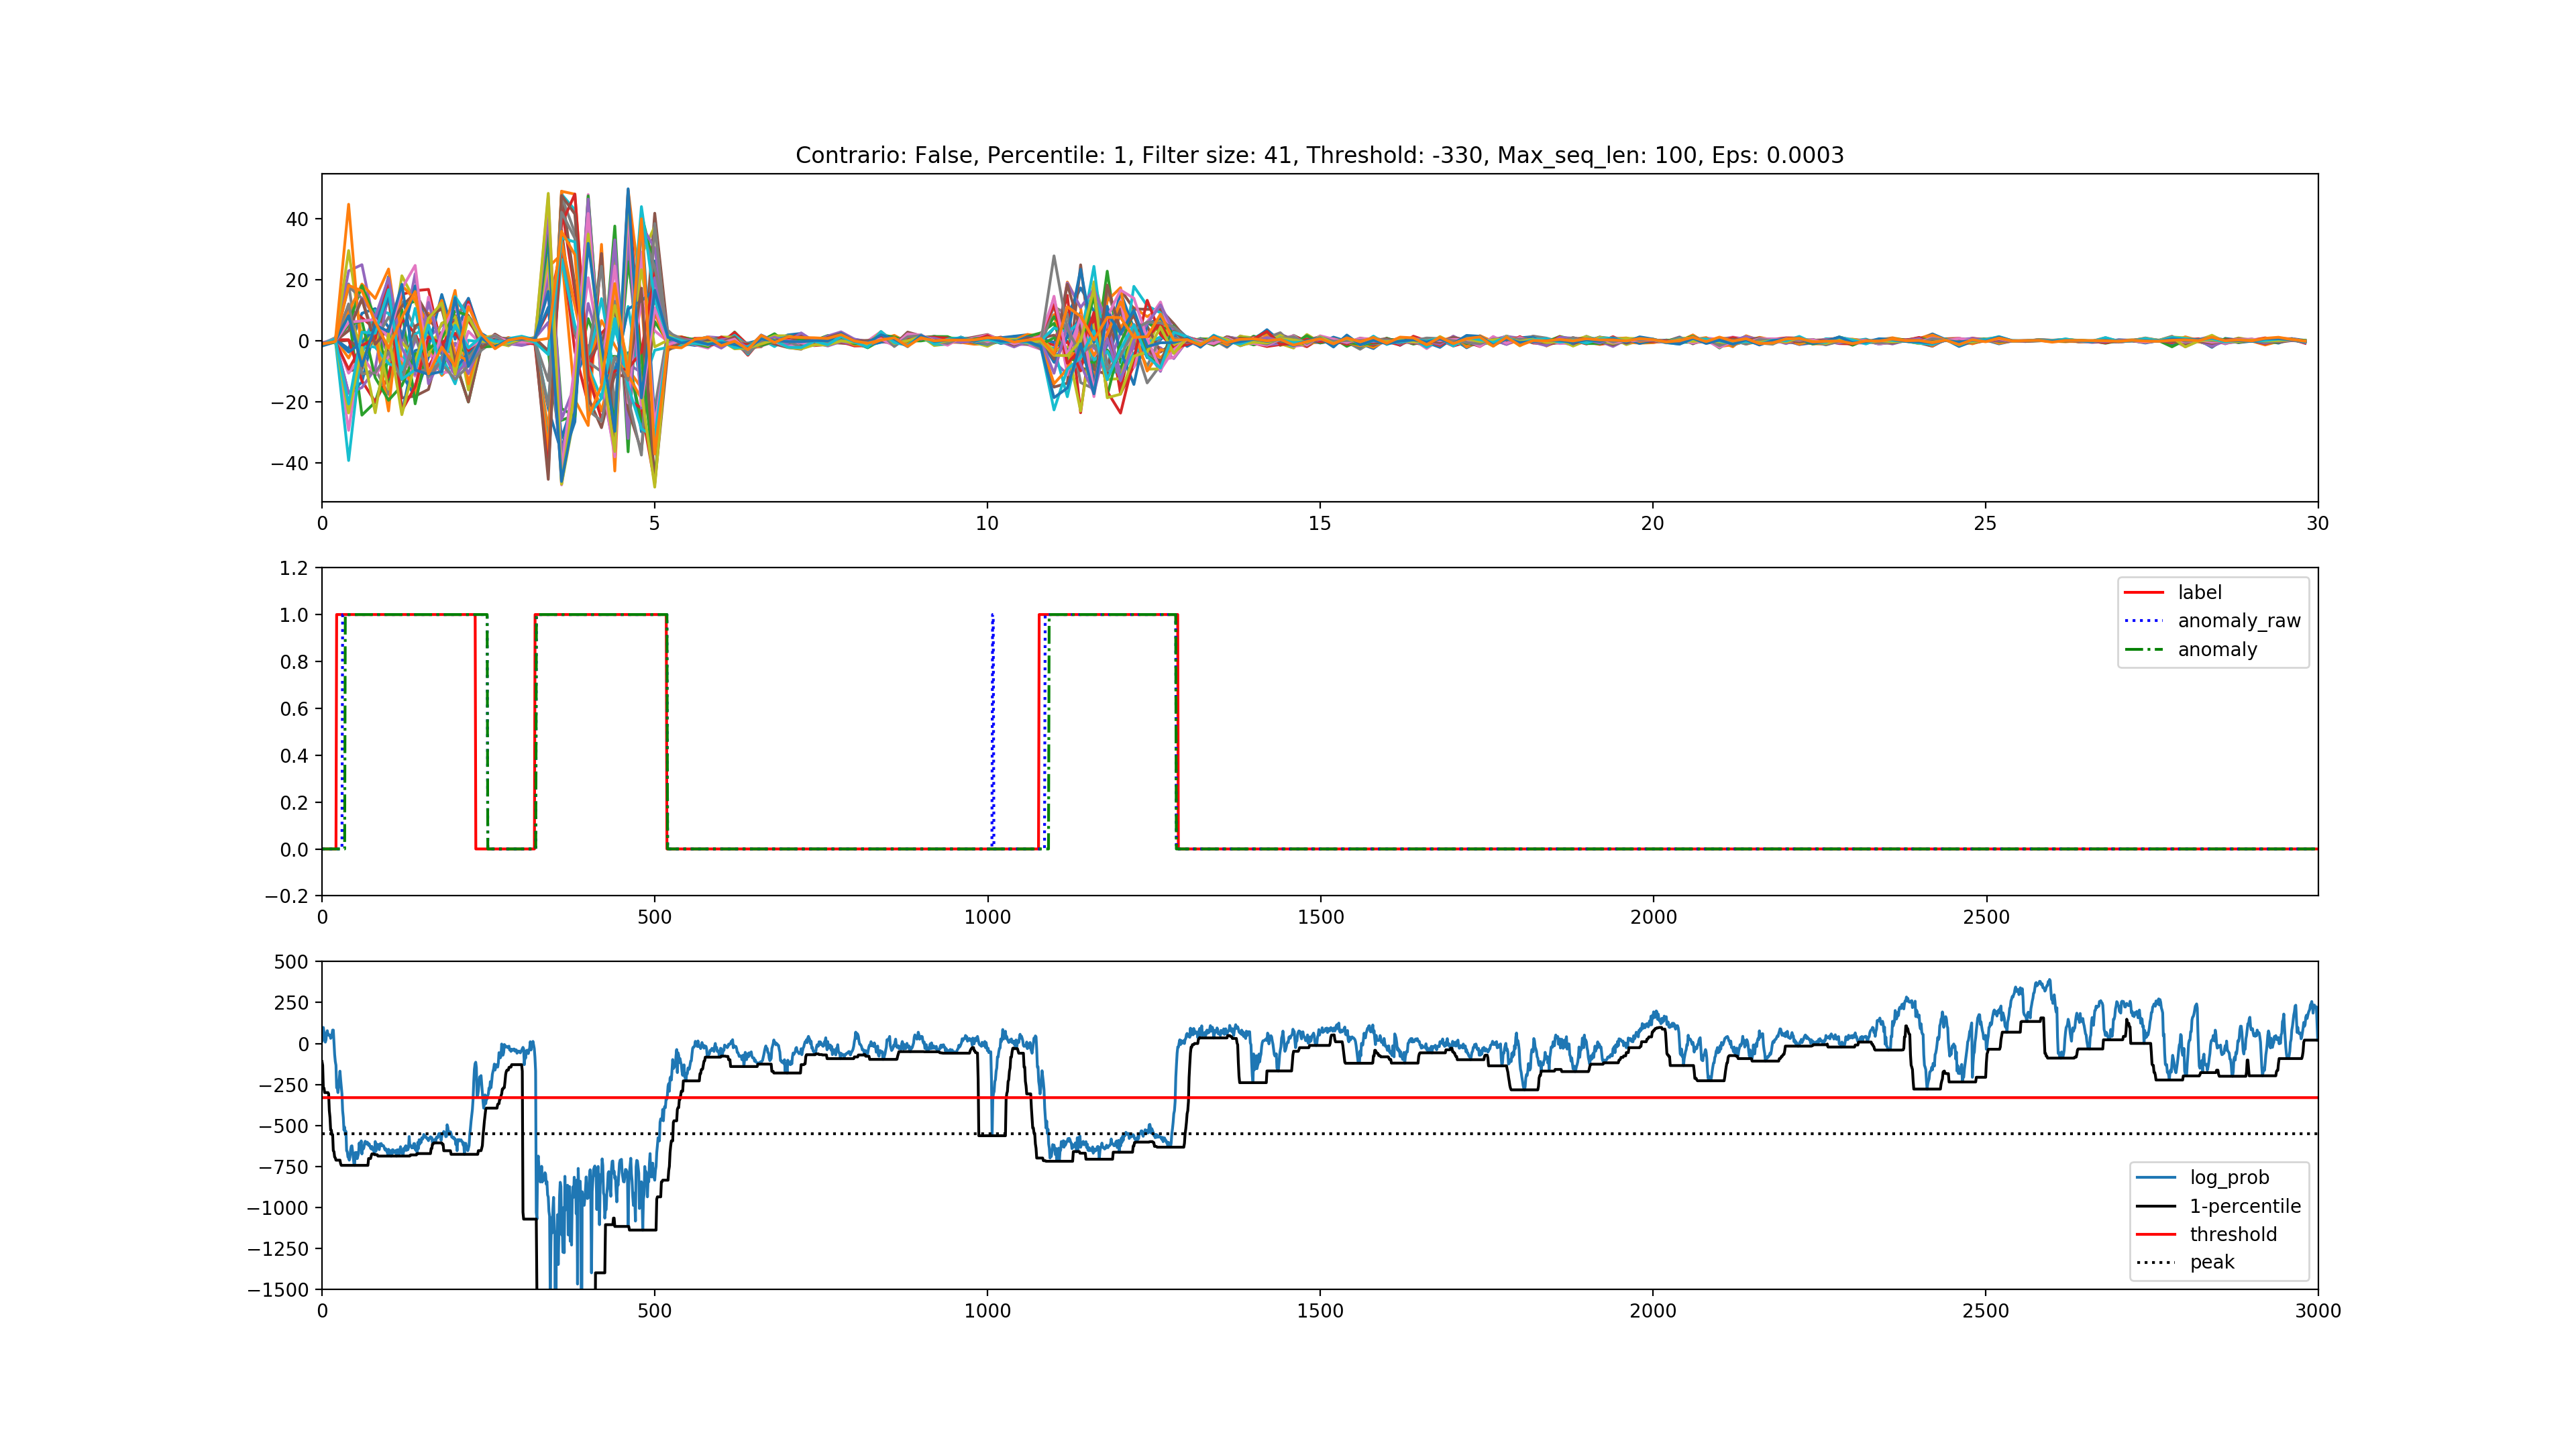 Contrario: False, Percentile: 1, Filter size: 41, Threshold: -330, Max_seq_len: 100, Eps: 0.0003
40
20
0
−20
−40
0 5 10 15 20 25 30
1.2
1.0
0.8
0.6
0.4
0.2
0.0
−0.2
label
anomaly_raw
anomaly
0 500 1000 1500 2000 2500
500
250
0
−250
−500
−750
−1000
−1250
−1500
log_prob
1-percentile
threshold
peak
0 500 1000 1500 2000 2500 3000